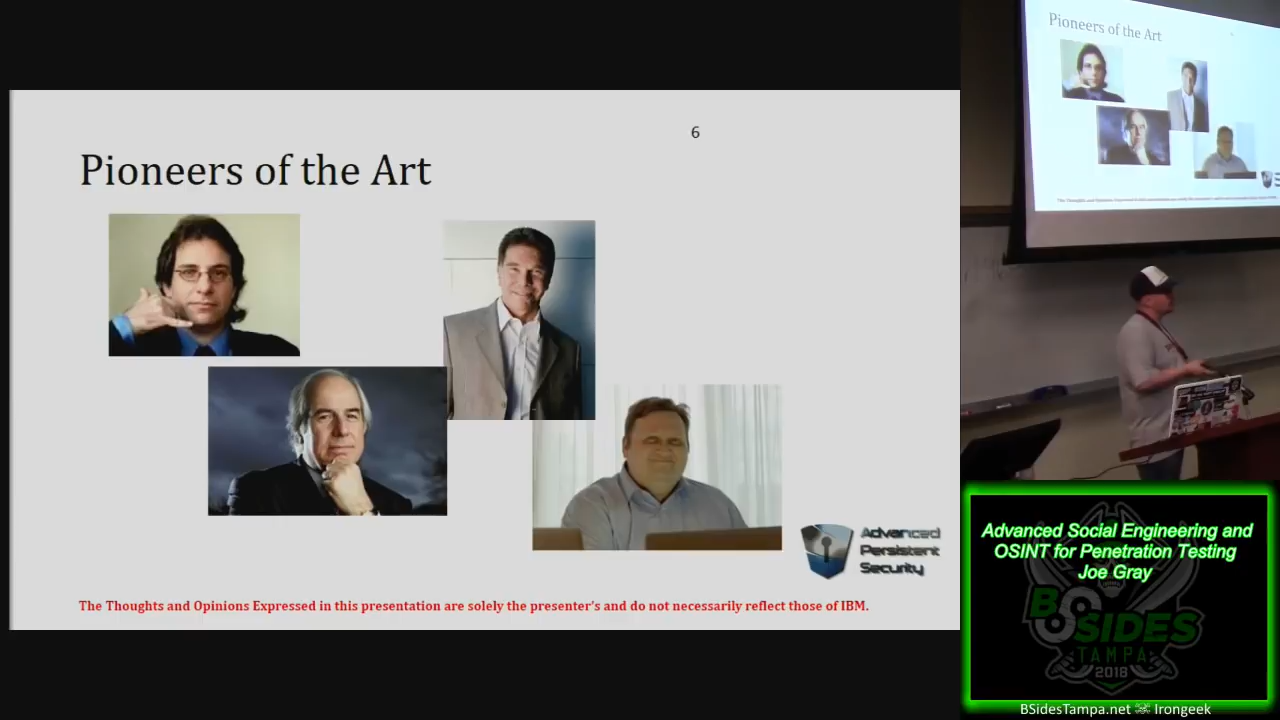 6
Pioneers of the Art
Advanced
Persistent
Security
The Thoughts and Opinions Expressed in this presentation are solely the presenter's and do not necessarily reflect those of IBM.
Pioneers of the Art
Advanced Social Engineering and
OSINT for Penetration Testing
Joe Gray
BSIDES
TAMPA
2018
BSidesTampa.net Irongeek